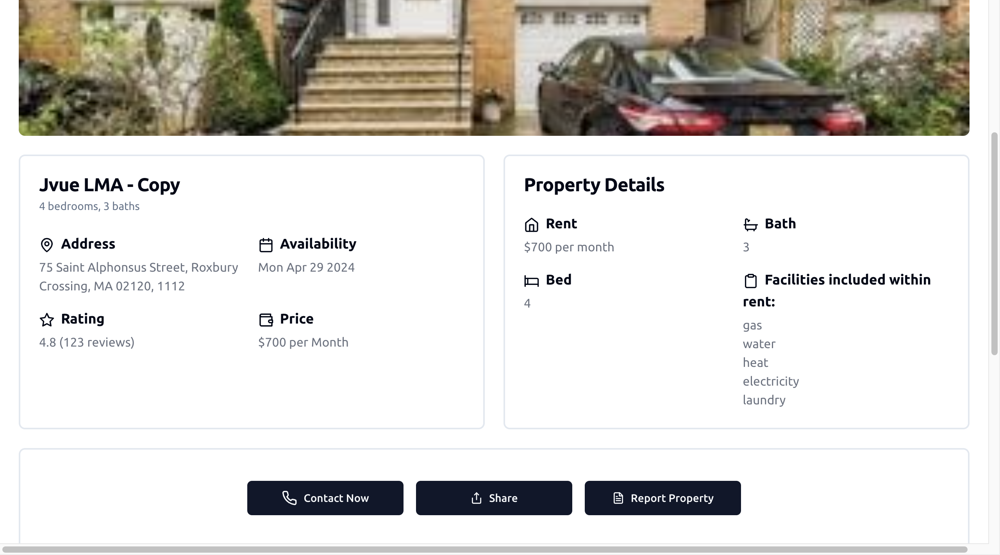 Jvue LMA - Copy
4 bedrooms, 3 baths
Address
75 Saint Alphonsus Street, Roxbury
Crossing, MA 02120, 1112
Availability
Mon Apr 29 2024
Rating
4.8 (123 reviews)
Price
$700 per Month
Property Details
Rent
$700 per month
Bath
3
Bed
4
Facilities included within
rent:
gas
water
heat
electricity
laundry
Contact Now
Share
Report Property